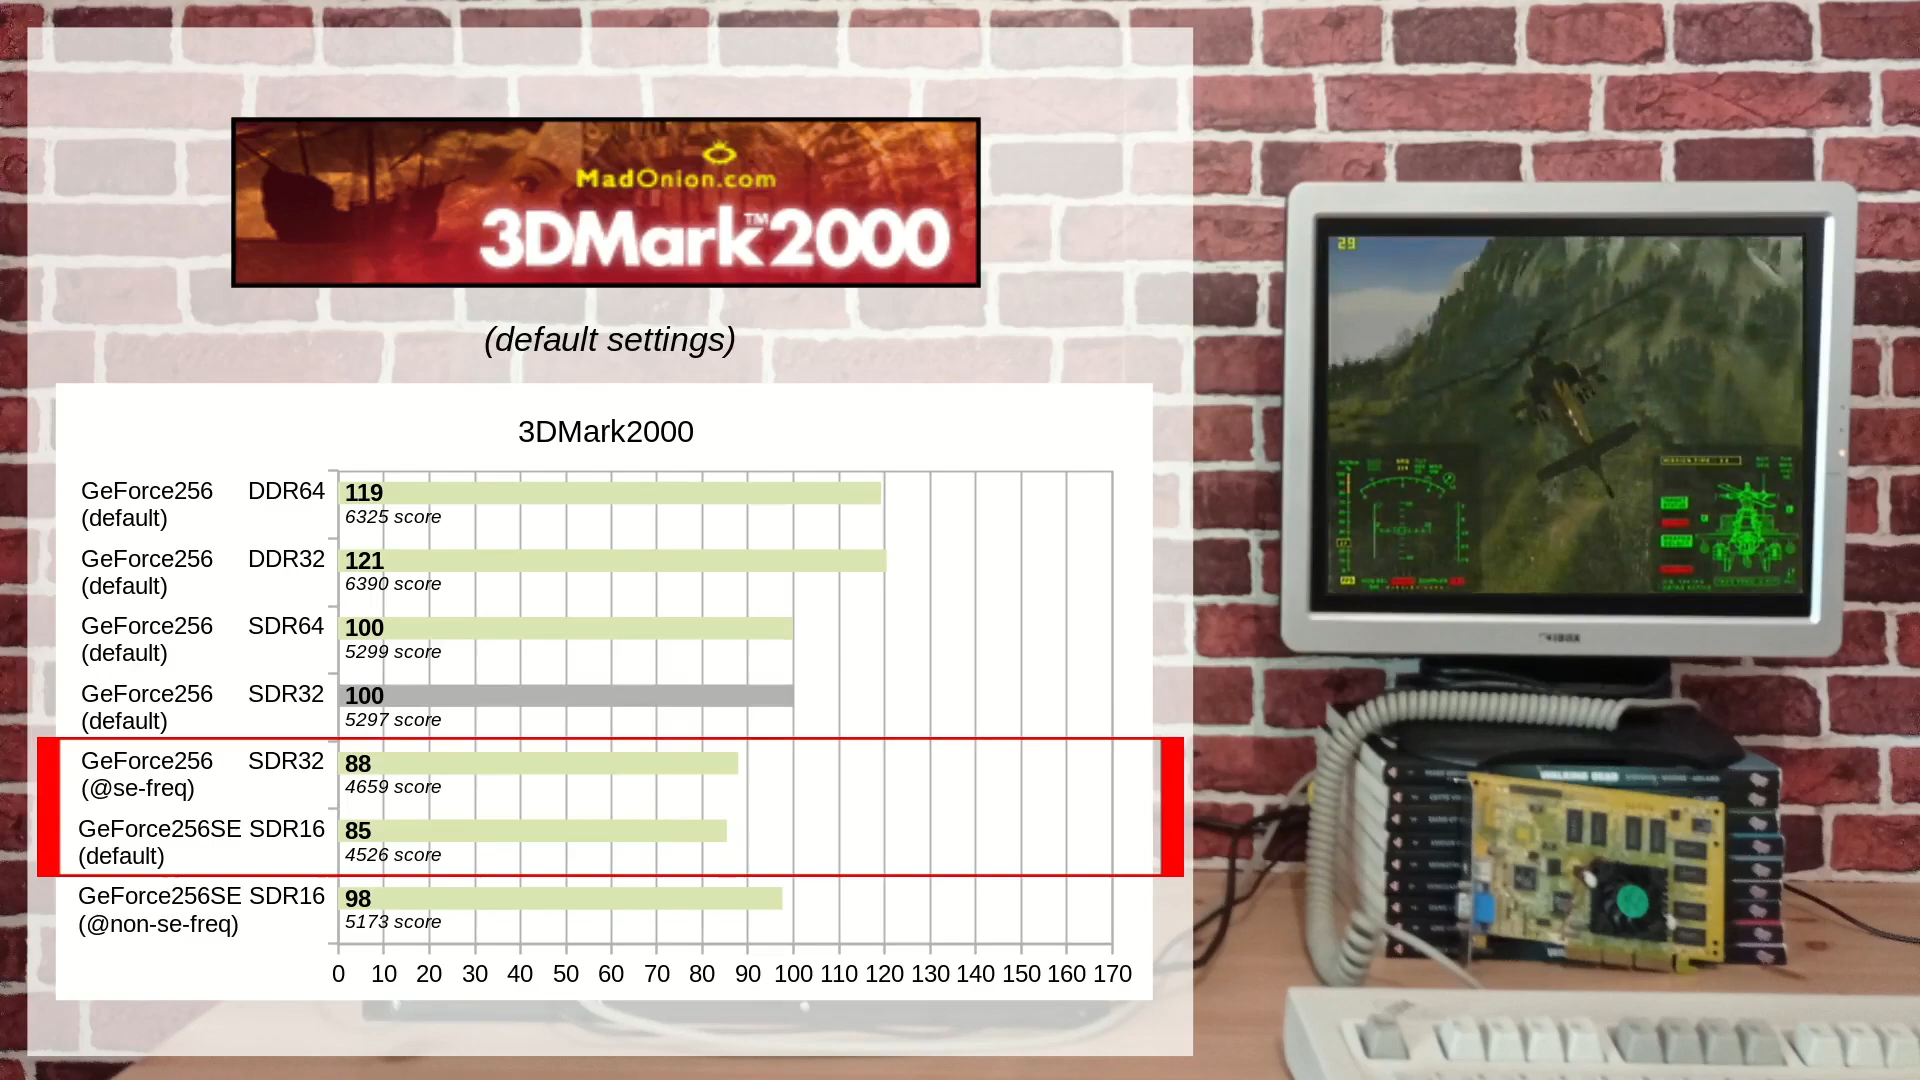 MadOnion.com
3DMark™2000
(default settings)
3DMark2000
GeForce256 DDR64 119
(default) 6325 score
GeForce256 DDR32 121
(default) 6390 score
GeForce256 SDR64 100
(default) 5299 score
GeForce256 SDR32 100
(default) 5297 score
GeForce256 SDR32 88
(@se-freq) 4659 score
GeForce256SE SDR16 85
(default) 4526 score
GeForce256SE SDR16 98
(@non-se-freq) 5173 score
0 10 20 30 40 50 60 70 80 90 100 110 120 130 140 150 160 170
29
WALKING DEAD